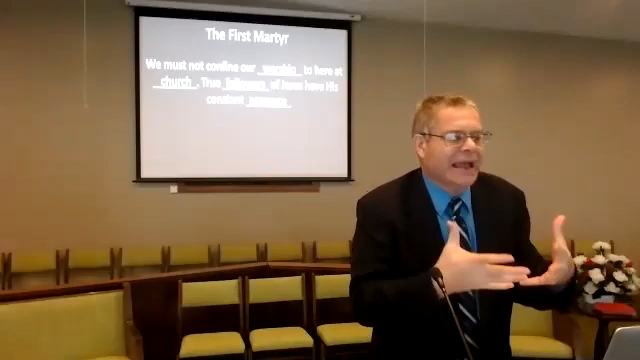 The First Martyr
We must not confine our worship to here at
church. True followers of Jesus have His
constant presence.